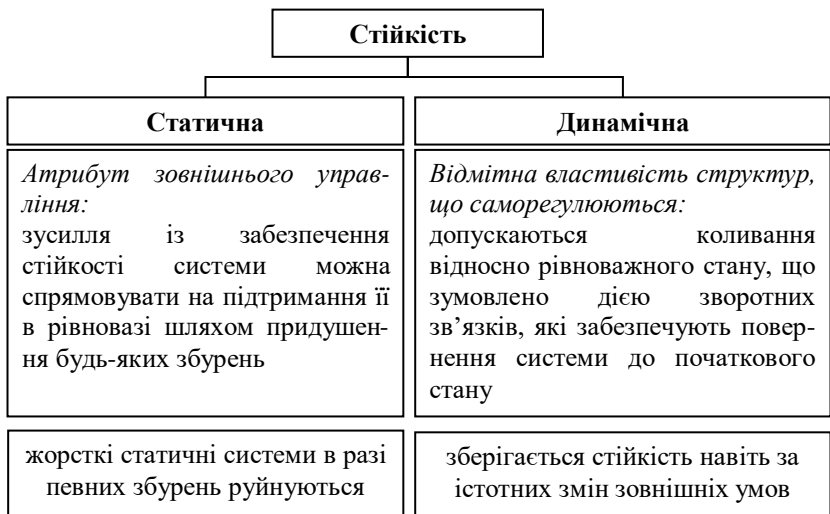 Стійкість
Статична
Динамічна
Атрибут зовнішнього управ-
ління:
зусилля із забезпечення
стійкості системи можна
спрямовувати на підтримання її
в рівновазі шляхом придушен-
ня будь-яких збурень
Відмітна властивість структур,
що саморегулюються:
допускаються коливання
відносно рівноважного стану, що
зумовлено дією зворотних
зв’язків, які забезпечують повер-
нення системи до початкового
стану
жорсткі статичні системи в разі
певних збурень руйнуються
зберігається стійкість навіть за
істотних змін зовнішніх умов